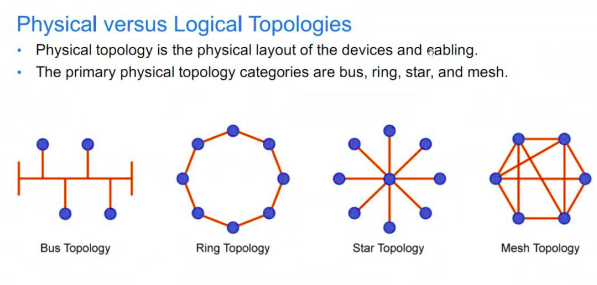 Physical versus Logical Topologies
• Physical topology is the physical layout of the devices and cabling.
• The primary physical topology categories are bus, ring, star, and mesh.
Bus Topology
Ring Topology
Star Topology
Mesh Topology